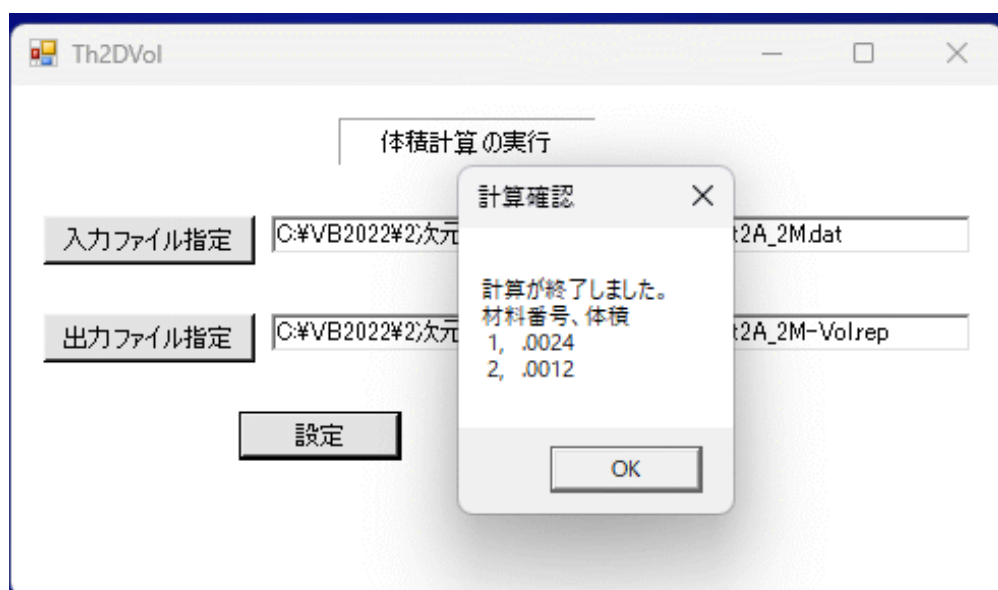 Th2DVol
体積計算の実行
計算確認
入力ファイル指定
C:¥VB2022¥2次元
t2A_2M.dat
計算が終了しました。
材料番号、体積
1, .0024
2, .0012
出力ファイル指定
C:¥VB2022¥2次元
t2A_2M-Vol.rep
設定
OK